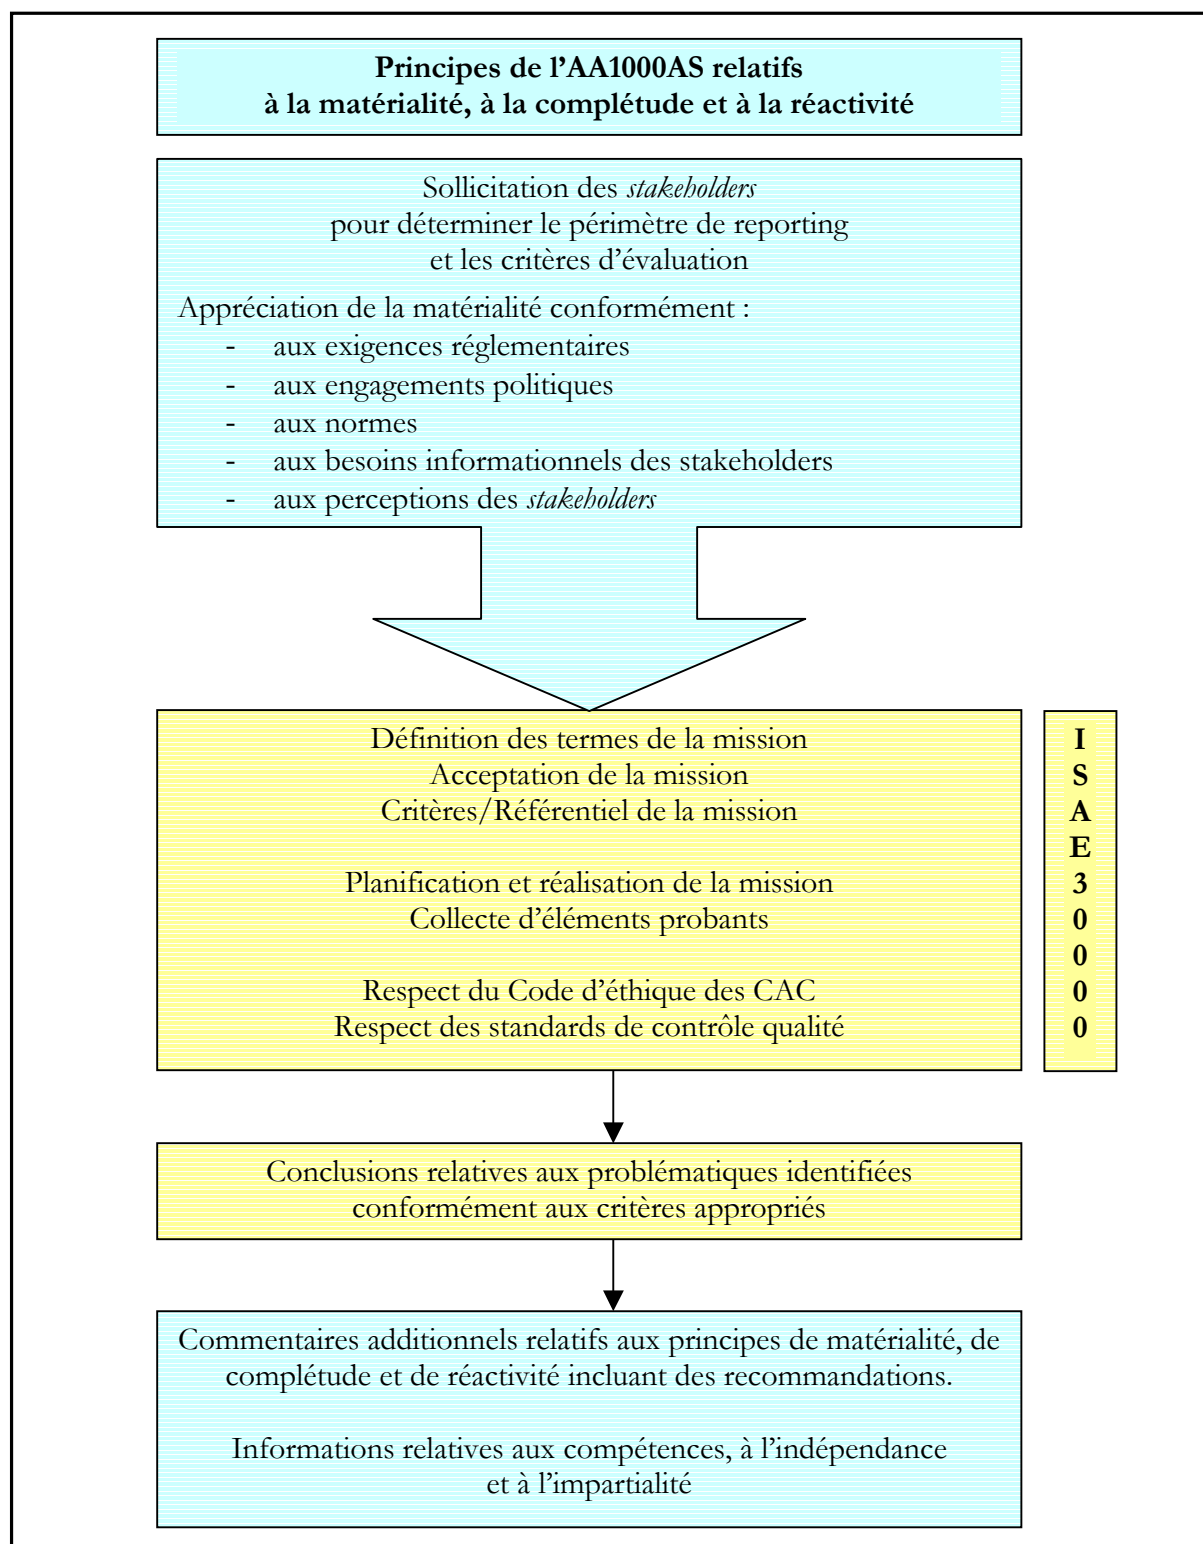 Principes de l'AA1000AS relatifs
à la matérialité, à la complétude et à la réactivité
Sollicitation des stakeholders
pour déterminer le périmètre de reporting
et les critères d'évaluation
Appréciation de la matérialité conformément :
- aux exigences réglementaires
- aux engagements politiques
- aux normes
- aux besoins informationnels des stakeholders
- aux perceptions des stakeholders
Définition des termes de la mission
Acceptation de la mission
Critères/Référentiel de la mission
Planification et réalisation de la mission
Collecte d'éléments probants
Respect du Code d'éthique des CAC
Respect des standards de contrôle qualité
I
S
A
E
3
0
0
0
Conclusions relatives aux problématiques identifiées
conformément aux critères appropriés
Commentaires additionnels relatifs aux principes de matérialité, de
complétude et de réactivité incluant des recommandations.
Informations relatives aux compétences, à l'indépendance
et à l'impartialité